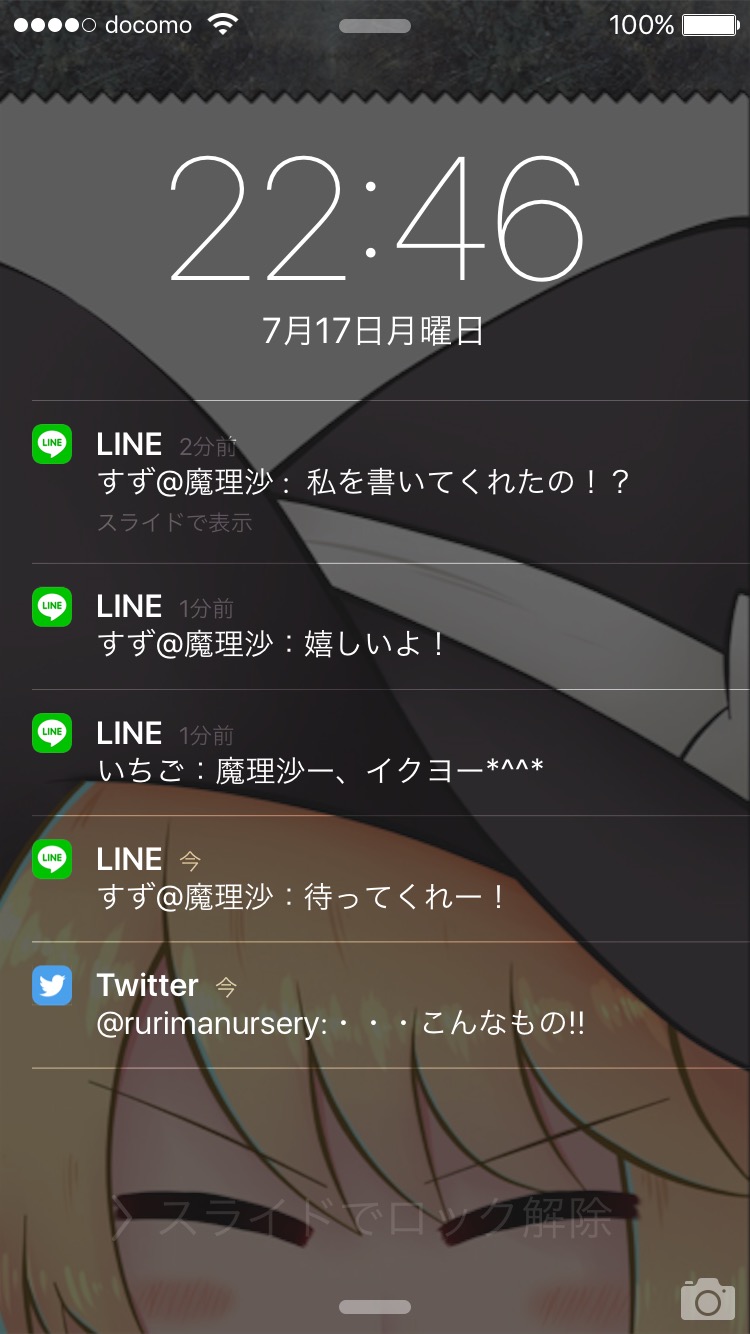 docomo 100%
22:46
7月17日月曜日
LINE 2分前
すず@魔理沙： 私を書いてくれたの！？
スライドで表示
LINE 1分前
すず@魔理沙：嬉しいよ！
LINE 1分前
いちご：魔理沙ー、イクヨー*^^*
LINE 今
すず@魔理沙：待ってくれー！
Twitter 今
@rurimanursery:・・・こんなもの!!
> スライドでロック解除